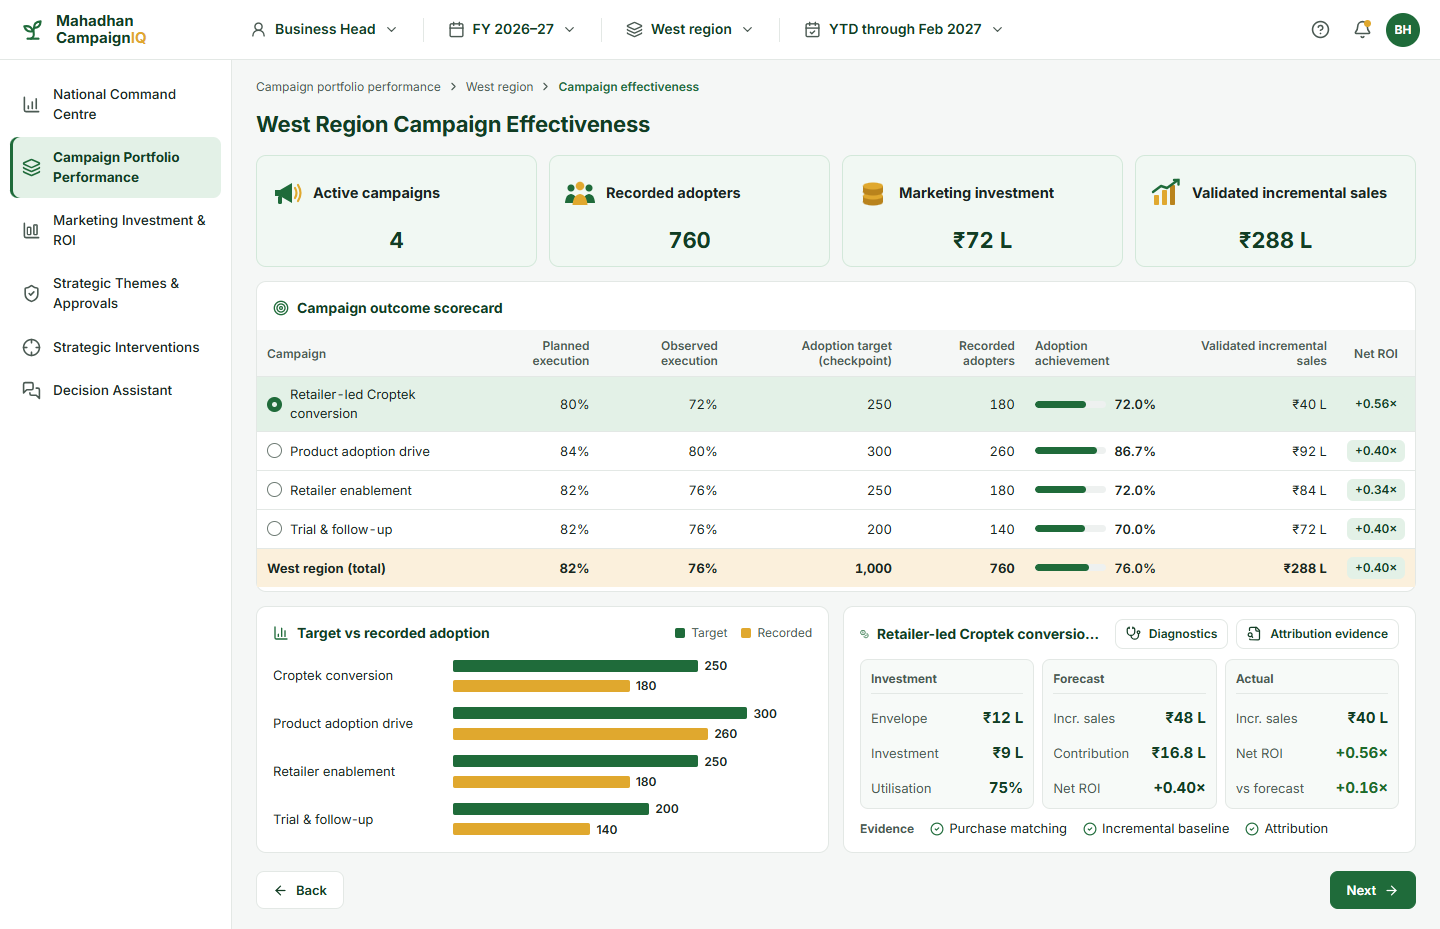 Mahadhan
CampaignIQ
Business Head
FY 2026–27
West region
YTD through Feb 2027
BH
National Command
Centre
Campaign Portfolio
Performance
Marketing Investment &
ROI
Strategic Themes &
Approvals
Strategic Interventions
Decision Assistant
Campaign portfolio performance > West region > Campaign effectiveness
West Region Campaign Effectiveness
Active campaigns
4
Recorded adopters
760
Marketing investment
₹72 L
Validated incremental sales
₹288 L
Campaign outcome scorecard
Campaign Planned execution Observed execution Adoption target (checkpoint) Recorded adopters Adoption achievement Validated incremental sales Net ROI
Retailer-led Croptek conversion 80% 72% 250 180 72.0% ₹40 L +0.56×
Product adoption drive 84% 80% 300 260 86.7% ₹92 L +0.40×
Retailer enablement 82% 76% 250 180 72.0% ₹84 L +0.34×
Trial & follow-up 82% 76% 200 140 70.0% ₹72 L +0.40×
West region (total) 82% 76% 1,000 760 76.0% ₹288 L +0.40×
Target vs recorded adoption
Target Recorded
Croptek conversion 250
180
Product adoption drive 300
260
Retailer enablement 250
180
Trial & follow-up 200
140
Retailer-led Croptek conversio...
Diagnostics
Attribution evidence
Investment
Envelope ₹12 L
Investment ₹9 L
Utilisation 75%
Forecast
Incr. sales ₹48 L
Contribution ₹16.8 L
Net ROI +0.40×
Actual
Incr. sales ₹40 L
Net ROI +0.56×
vs forecast +0.16×
Evidence Purchase matching Incremental baseline Attribution
Back
Next